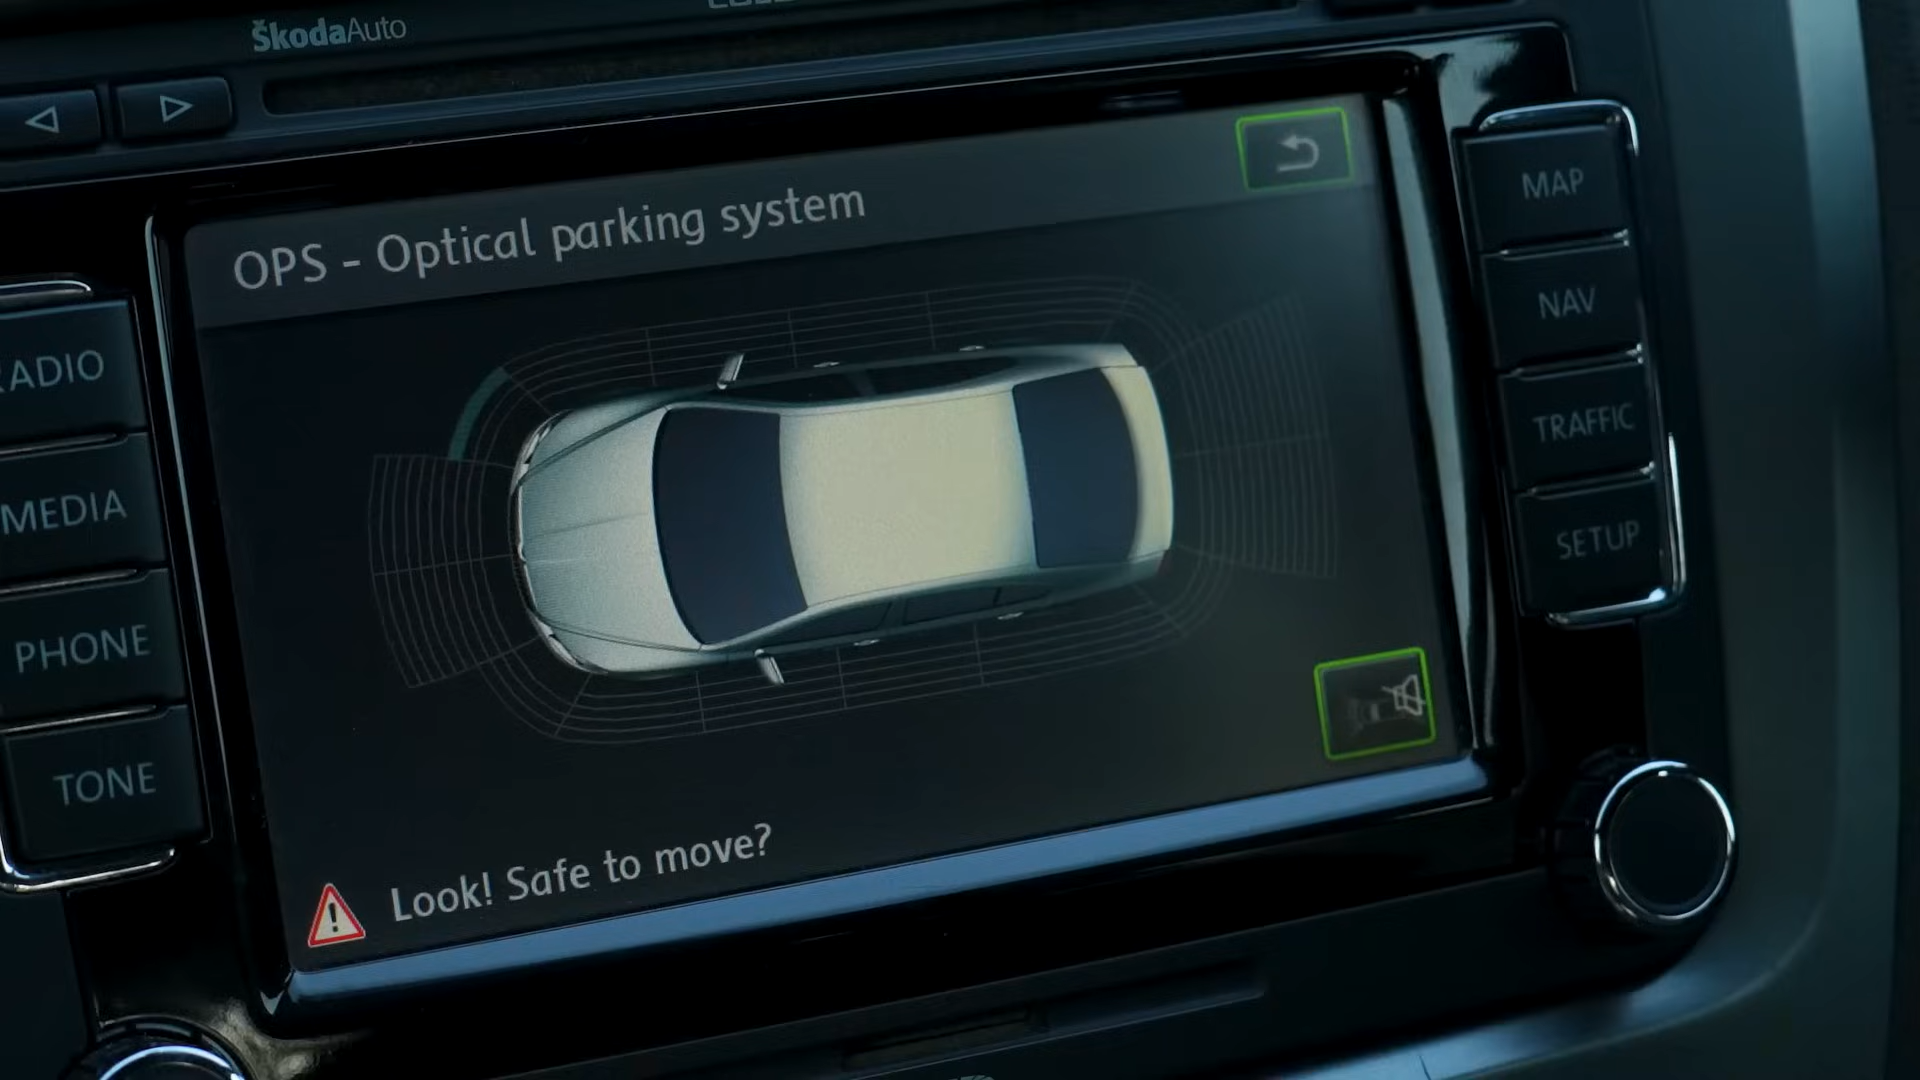 ŠkodaAuto
OPS - Optical parking system
RADIO
MEDIA
PHONE
TONE
MAP
NAV
TRAFFIC
SETUP
Look! Safe to move?